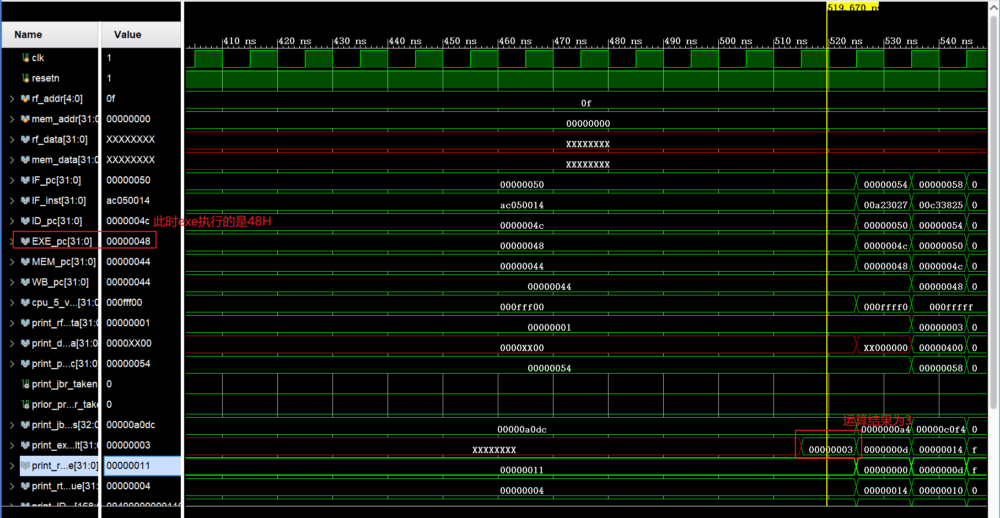 519.670 ns
Name Value
410 ns 420 ns 430 ns 440 ns 450 ns 460 ns 470 ns 480 ns 490 ns 500 ns 510 ns 520 ns 530 ns 540 ns
clk 1
resetn 1
rf_addr[4:0] 0f 0f
mem_addr[31:0 00000000 00000000
rf_data[31:0] XXXXXXXX XXXXXXXX
mem_data[31:0 XXXXXXXX XXXXXXXX
IF_pc[31:0] 00000050 00000050 00000054 00000058 0
IF_inst[31:0] ac050014 ac050014 00a23027 00c33825 0
ID_pc[31:0] 0000004c 此时exe执行的是48H 0000004c 00000050 00000054 0
EXE_pc[31:0] 00000048 00000048 0000004c 00000050 0
MEM_pc[31:0] 00000044 00000044 00000048 0000004c 0
WB_pc[31:0] 00000044 00000044 00000048 0
cpu_5_v...[31:0 000fff00 000fff00 000ffff0 000fffff
print_rf...ta[31:0 00000001 00000001 00000003 0
print_d...a[31:0 0000XX00 0000XX00 XX000000 00000400 0
print_p...c[31:0] 00000054 00000054 00000058 0
print_jbr_taken 0
prior_pr...r_take 0
运算结果为3
print_jb...s[32:0 00000a0dc 00000a0dc 0000000a4 00000c0f4 0
print_ex...lt[31:0 00000003 XXXXXXXX 00000003 0000000d 00000014 f
print_r...e[31:0] 00000011 00000011 00000000 0000000d f
print_rt...ue[31: 00000004 00000004 00000014 00000010 0